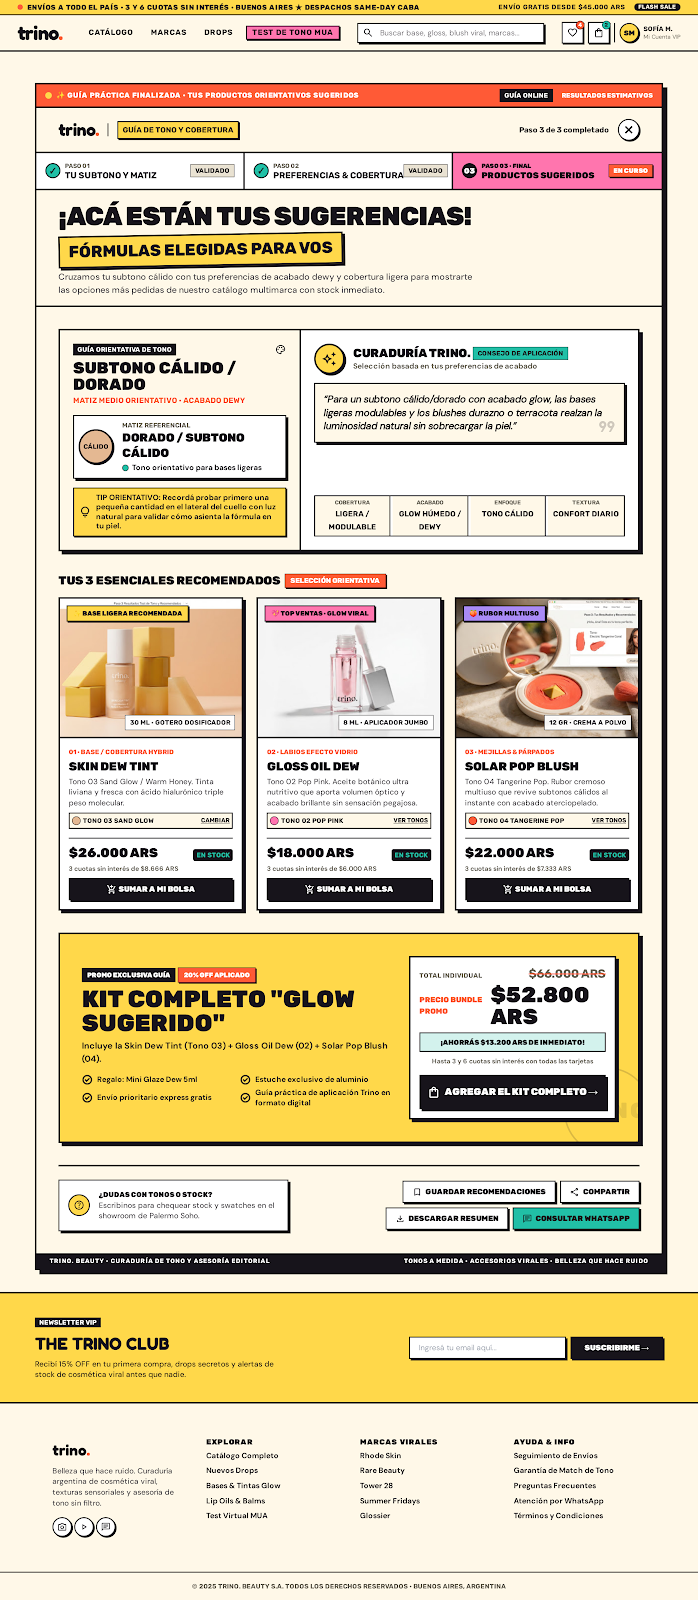 ENVÍOS A TODO EL PAÍS • 3 Y 6 CUOTAS SIN INTERÉS • BUENOS AIRES ★ DESPACHOS SAME-DAY CABA
ENVÍO GRATIS DESDE $45.000 ARS
FLASH SALE
trino.
CATÁLOGO
MARCAS
DROPS
TEST DE TONO MUA
Buscar base, gloss, blush viral, marcas...
SM
SOFÍA M.
Mi Cuenta VIP
GUÍA PRÁCTICA FINALIZADA • TUS PRODUCTOS ORIENTATIVOS SUGERIDOS
GUÍA ONLINE
RESULTADOS ESTIMATIVOS
trino.
GUÍA DE TONO Y COBERTURA
Paso 3 de 3 completado
PASO 01
TU SUBTONO Y MATIZ
VALIDADO
PASO 02
PREFERENCIAS & COBERTURA
VALIDADO
03
PASO 03 • FINAL
PRODUCTOS SUGERIDOS
EN CURSO
¡ACÁ ESTÁN TUS SUGERENCIAS!
FÓRMULAS ELEGIDAS PARA VOS
Cruzamos tu subtono cálido con tus preferencias de acabado dewy y cobertura ligera para mostrarte
las opciones más pedidas de nuestro catálogo multimarca con stock inmediato.
GUÍA ORIENTATIVA DE TONO
SUBTONO CÁLIDO /
DORADO
MATIZ MEDIO ORIENTATIVO • ACABADO DEWY
CÁLIDO
MATIZ REFERENCIAL
DORADO / SUBTONO
CÁLIDO
Tono orientativo para bases ligeras
TIP ORIENTATIVO: Recordá probar primero una
pequeña cantidad en el lateral del cuello con luz
natural para validar cómo asienta la fórmula en
tu piel.
CURADURÍA TRINO.
CONSEJO DE APLICACIÓN
Selección basada en tus preferencias de acabado
"Para un subtono cálido/dorado con acabado glow, las bases
ligeras modulables y los blushes durazno o terracota realzan la
luminosidad natural sin sobrecargar la piel."
COBERTURA
LIGERA /
MODULABLE
ACABADO
GLOW HÚMEDO /
DEWY
ENFOQUE
TONO CÁLIDO
TEXTURA
CONFORT DIARIO
TUS 3 ESENCIALES RECOMENDADOS
SELECCIÓN ORIENTATIVA
BASE LIGERA RECOMENDADA
trino.
30 ML • GOTERO DOSIFICADOR
01 • BASE / COBERTURA HYBRID
SKIN DEW TINT
Tono 03 Sand Glow / Warm Honey. Tinta
liviana y fresca con ácido hialurónico triple
peso molecular.
TONO 03 SAND GLOW
CAMBIAR
$26.000 ARS
EN STOCK
3 cuotas sin interés de $8.666 ARS
SUMAR A MI BOLSA
TOP VENTAS • GLOW VIRAL
trino.
8 ML • APLICADOR JUMBO
02 • LABIOS EFECTO VIDRIO
GLOSS OIL DEW
Tono 02 Pop Pink. Aceite botánico ultra
nutritivo que aporta volumen óptico y
acabado brillante sin sensación pegajosa.
TONO 02 POP PINK
VER TONOS
$18.000 ARS
EN STOCK
3 cuotas sin interés de $6.000 ARS
SUMAR A MI BOLSA
RUBOR MULTIUSO
12 GR • CREMA A POLVO
03 • MEJILLAS & PÁRPADOS
SOLAR POP BLUSH
Tono 04 Tangerine Pop. Rubor cremoso
multiuso que revive subtonos cálidos al
instante con acabado aterciopelado.
TONO 04 TANGERINE POP
VER TONOS
$22.000 ARS
EN STOCK
3 cuotas sin interés de $7.333 ARS
SUMAR A MI BOLSA
PROMO EXCLUSIVA GUÍA
20% OFF APLICADO
KIT COMPLETO "GLOW
SUGERIDO"
Incluye la Skin Dew Tint (Tono 03) + Gloss Oil Dew (02) + Solar Pop Blush
(04).
Regalo: Mini Glaze Dew 5ml
Estuche exclusivo de aluminio
Envío prioritario express gratis
Guía práctica de aplicación Trino en
formato digital
TOTAL INDIVIDUAL
$66.000 ARS
PRECIO BUNDLE
PROMO
$52.800
ARS
¡AHORRÁS $13.200 ARS DE INMEDIATO!
Hasta 3 y 6 cuotas sin interés con todas las tarjetas
AGREGAR EL KIT COMPLETO →
¿DUDAS CON TONOS O STOCK?
Escribinos para chequear stock y swatches en el
showroom de Palermo Soho.
GUARDAR RECOMENDACIONES
COMPARTIR
DESCARGAR RESUMEN
CONSULTAR WHATSAPP
TRINO. BEAUTY • CURADURÍA DE TONO Y ASESORÍA EDITORIAL
TONOS A MEDIDA • ACCESORIOS VIRALES • BELLEZA QUE HACE RUIDO
NEWSLETTER VIP
THE TRINO CLUB
Recibí 15% OFF en tu primera compra, drops secretos y alertas de
stock de cosmética viral antes que nadie.
Ingresá tu email aquí...
SUSCRIBIRME →
trino.
Belleza que hace ruido. Curaduría
argentina de cosmética viral,
texturas sensoriales y asesoría de
tono sin filtro.
EXPLORAR
Catálogo Completo
Nuevos Drops
Bases & Tintas Glow
Lip Oils & Balms
Test Virtual MUA
MARCAS VIRALES
Rhode Skin
Rare Beauty
Tower 28
Summer Fridays
Glossier
AYUDA & INFO
Seguimiento de Envíos
Garantía de Match de Tono
Preguntas Frecuentes
Atención por WhatsApp
Términos y Condiciones
© 2025 TRINO. BEAUTY S.A. TODOS LOS DERECHOS RESERVADOS • BUENOS AIRES, ARGENTINA